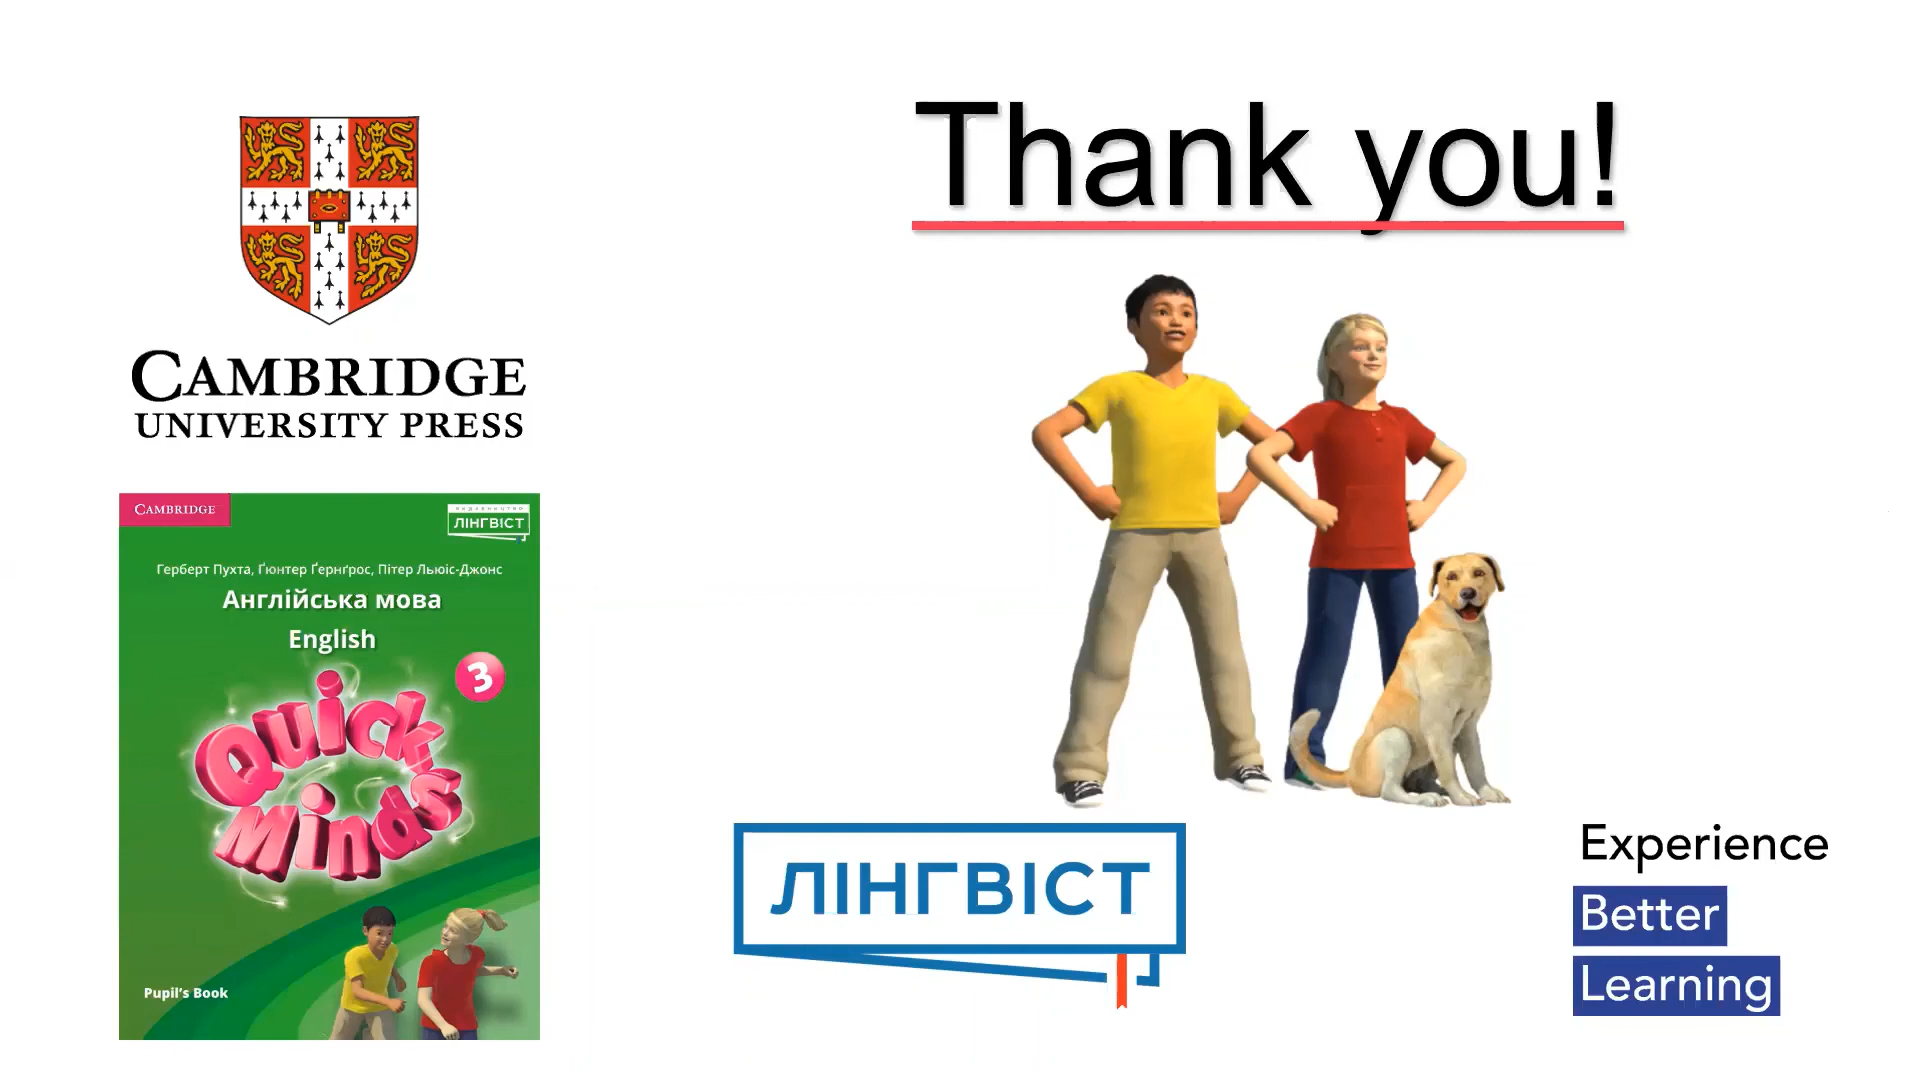 Thank you!
CAMBRIDGE
UNIVERSITY PRESS
CAMBRIDGE
ВИДАВНИЦТВО
ЛІНГВІСТ
Герберт Пухта, Ґюнтер Ґернґрос, Пітер Льюіс-Джонс
Англійська мова
English
3
Quick
Minds
Pupil's Book
ЛІНГВІСТ
Experience
Better
Learning